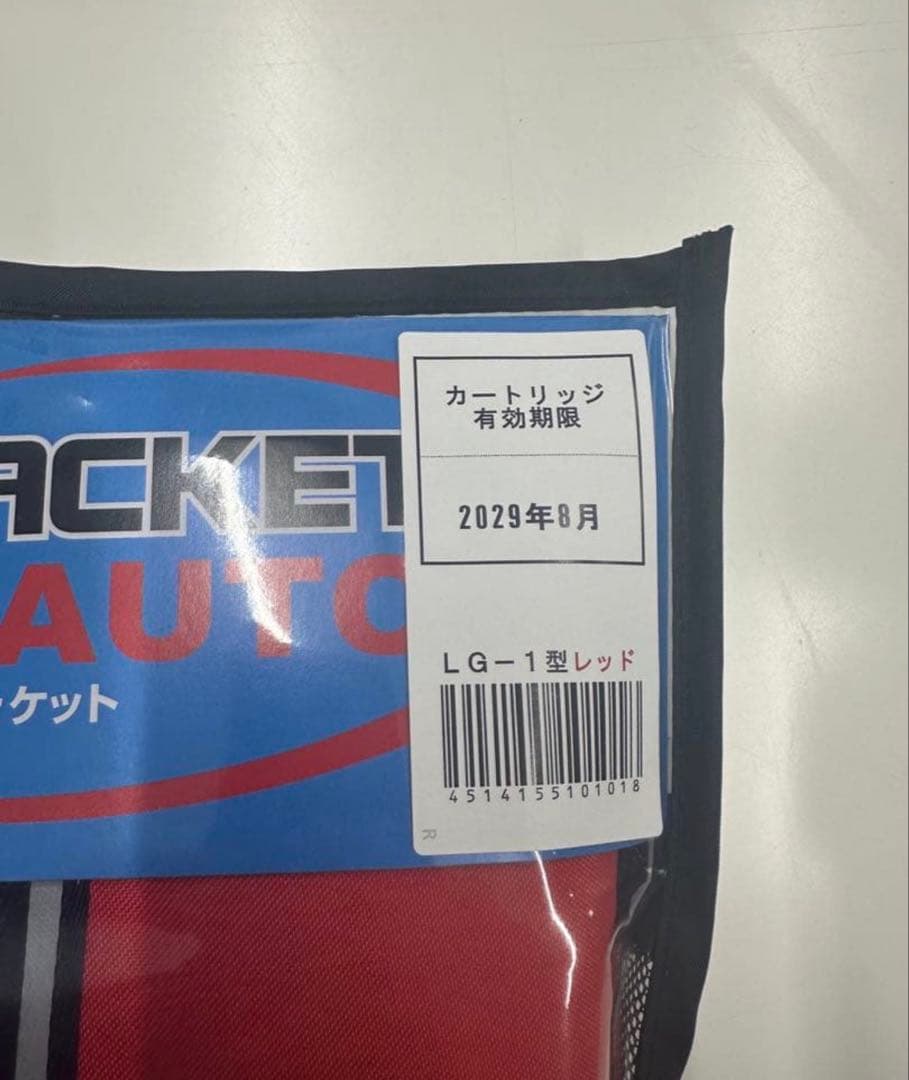 カートリッジ
有効期限
2029年8月
ACKET
AUTO
ケット
LG-1型レッド
4514155101018
R